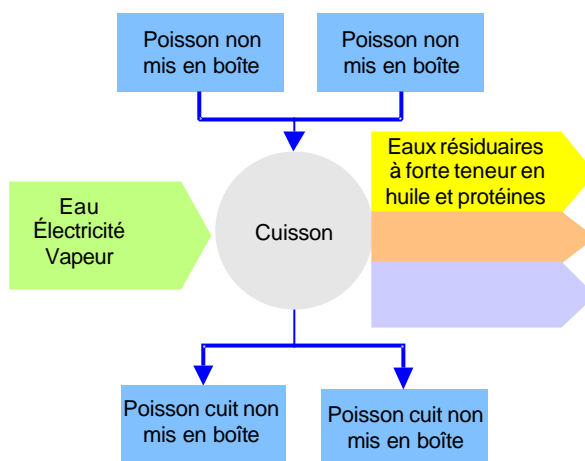 Poisson non
mis en boîte
Poisson non
mis en boîte
Eaux résiduaires
à forte teneur en
huile et protéines
Eau
Électricité
Vapeur
Cuisson
Poisson cuit non
mis en boîte
Poisson cuit non
mis en boîte